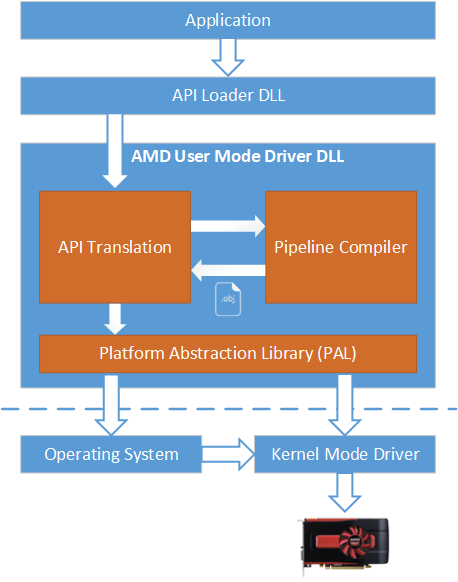 Application
API Loader DLL
AMD User Mode Driver DLL
API Translation
Pipeline Compiler
.obj
Platform Abstraction Library (PAL)
Operating System
Kernel Mode Driver